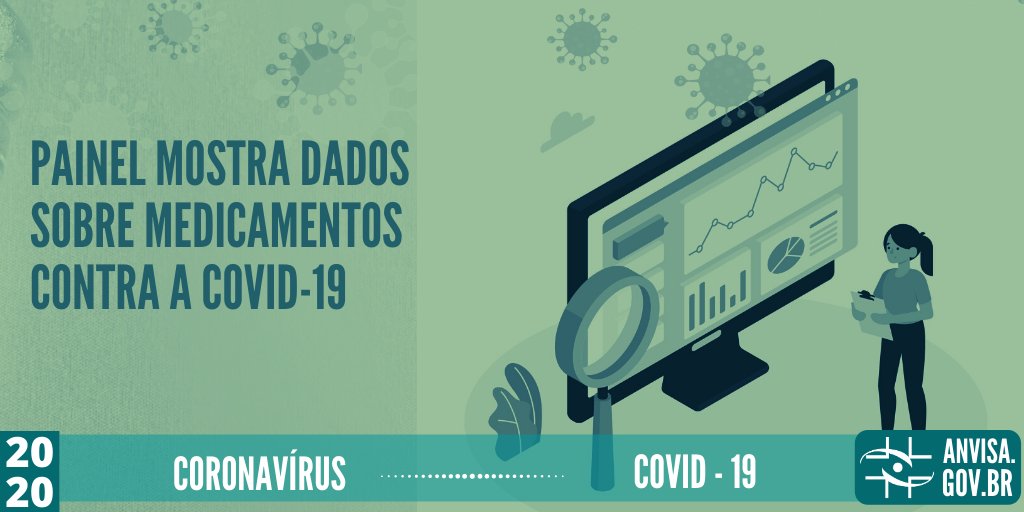 PAINEL MOSTRA DADOS
SOBRE MEDICAMENTOS
CONTRA A COVID-19
20
20
CORONAVÍRUS
COVID - 19
ANVISA.
GOV.BR